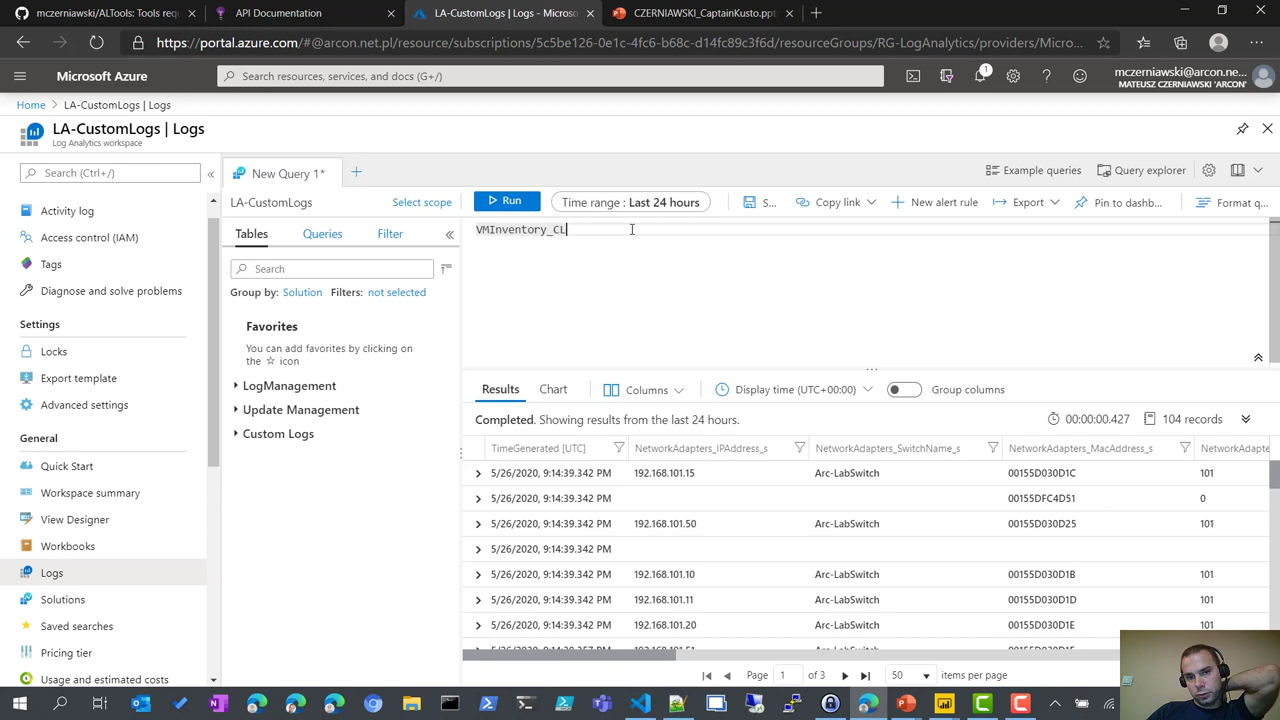 mczerniawski/ALTools: Tools requ
API Documentation
LA-CustomLogs | Logs - Microso
CZERNIAWSKI_CaptainKusto.ppt
https://portal.azure.com/#@arcon.net.pl/resource/subscriptions/5c5be126-0e1c-4fc6-b68c-d14fc89c3f6d/resourceGroups/RG-LogAnalytics/providers/Micro...
Microsoft Azure
Search resources, services, and docs (G+/)
1
mczerniawski@arcon.ne...
MATEUSZ CZERNIAWSKI 'ARCON'
Home > LA-CustomLogs | Logs
LA-CustomLogs | Logs
Log Analytics workspace
Search (Ctrl+/)
Activity log
Access control (IAM)
Tags
Diagnose and solve problems
Settings
Locks
Export template
Advanced settings
General
Quick Start
Workspace summary
View Designer
Workbooks
Logs
Solutions
Saved searches
Pricing tier
Usage and estimated costs
New Query 1*
Example queries
Query explorer
LA-CustomLogs
Select scope
Run
Time range : Last 24 hours
S...
Copy link
New alert rule
Export
Pin to dashb...
Format q...
Tables
Queries
Filter
Search
Group by: Solution
Filters: not selected
Favorites
You can add favorites by clicking on
the ☆ icon
LogManagement
Update Management
Custom Logs
VMInventory_CL
Results
Chart
Columns
Display time (UTC+00:00)
Group columns
Completed. Showing results from the last 24 hours.
00:00:00.427
104 records
TimeGenerated [UTC] NetworkAdapters_IPAddress_s NetworkAdapters_SwitchName_s NetworkAdapters_MacAddress_s NetworkAdapte
5/26/2020, 9:14:39.342 PM 192.168.101.15 Arc-LabSwitch 00155D030D1C 101
5/26/2020, 9:14:39.342 PM 00155DFC4D51 0
5/26/2020, 9:14:39.342 PM 192.168.101.50 Arc-LabSwitch 00155D030D25 101
5/26/2020, 9:14:39.342 PM
5/26/2020, 9:14:39.342 PM 192.168.101.10 Arc-LabSwitch 00155D030D1B 101
5/26/2020, 9:14:39.342 PM 192.168.101.11 Arc-LabSwitch 00155D030D1D 101
5/26/2020, 9:14:39.342 PM 192.168.101.20 Arc-LabSwitch 00155D030D1E 101
Page 1 of 3
50 items per page